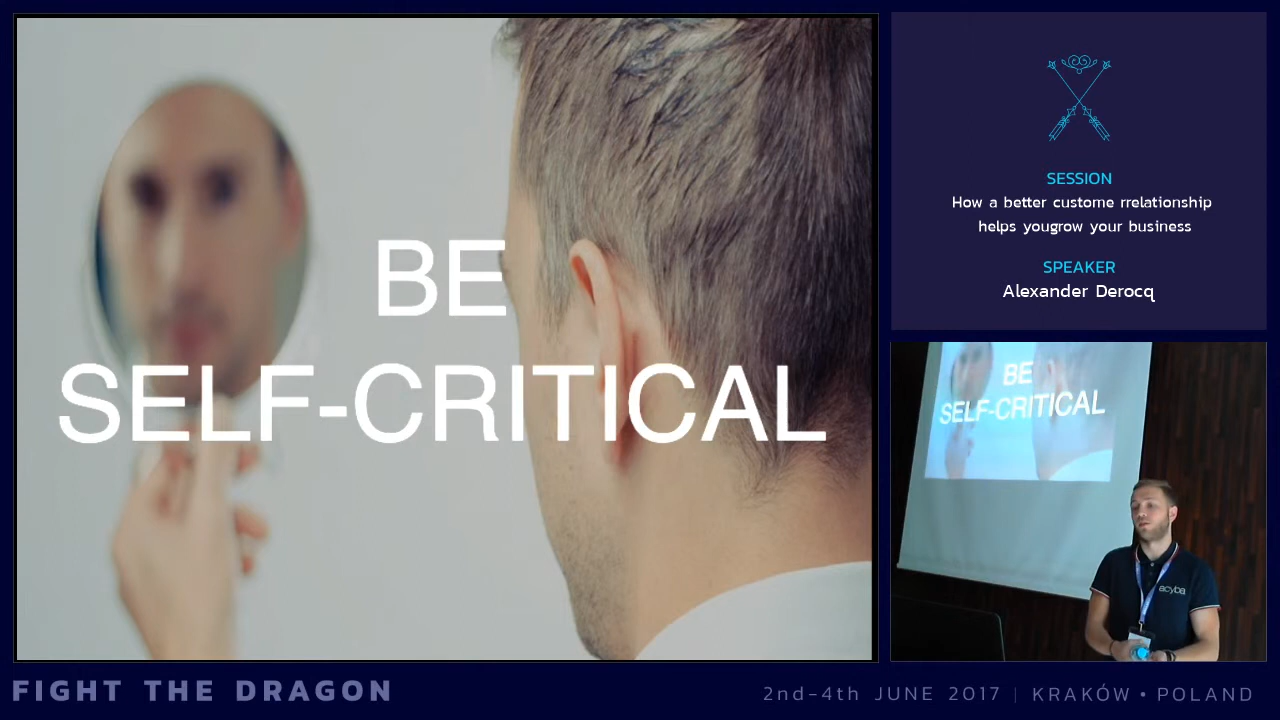 BE
SELF-CRITICAL
SESSION
How a better custome rrelationship
helps yougrow your business
SPEAKER
Alexander Derocq
BE
SELF-CRITICAL
acyba
FIGHT THE DRAGON
2nd-4th JUNE 2017 | KRAKÓW • POLAND